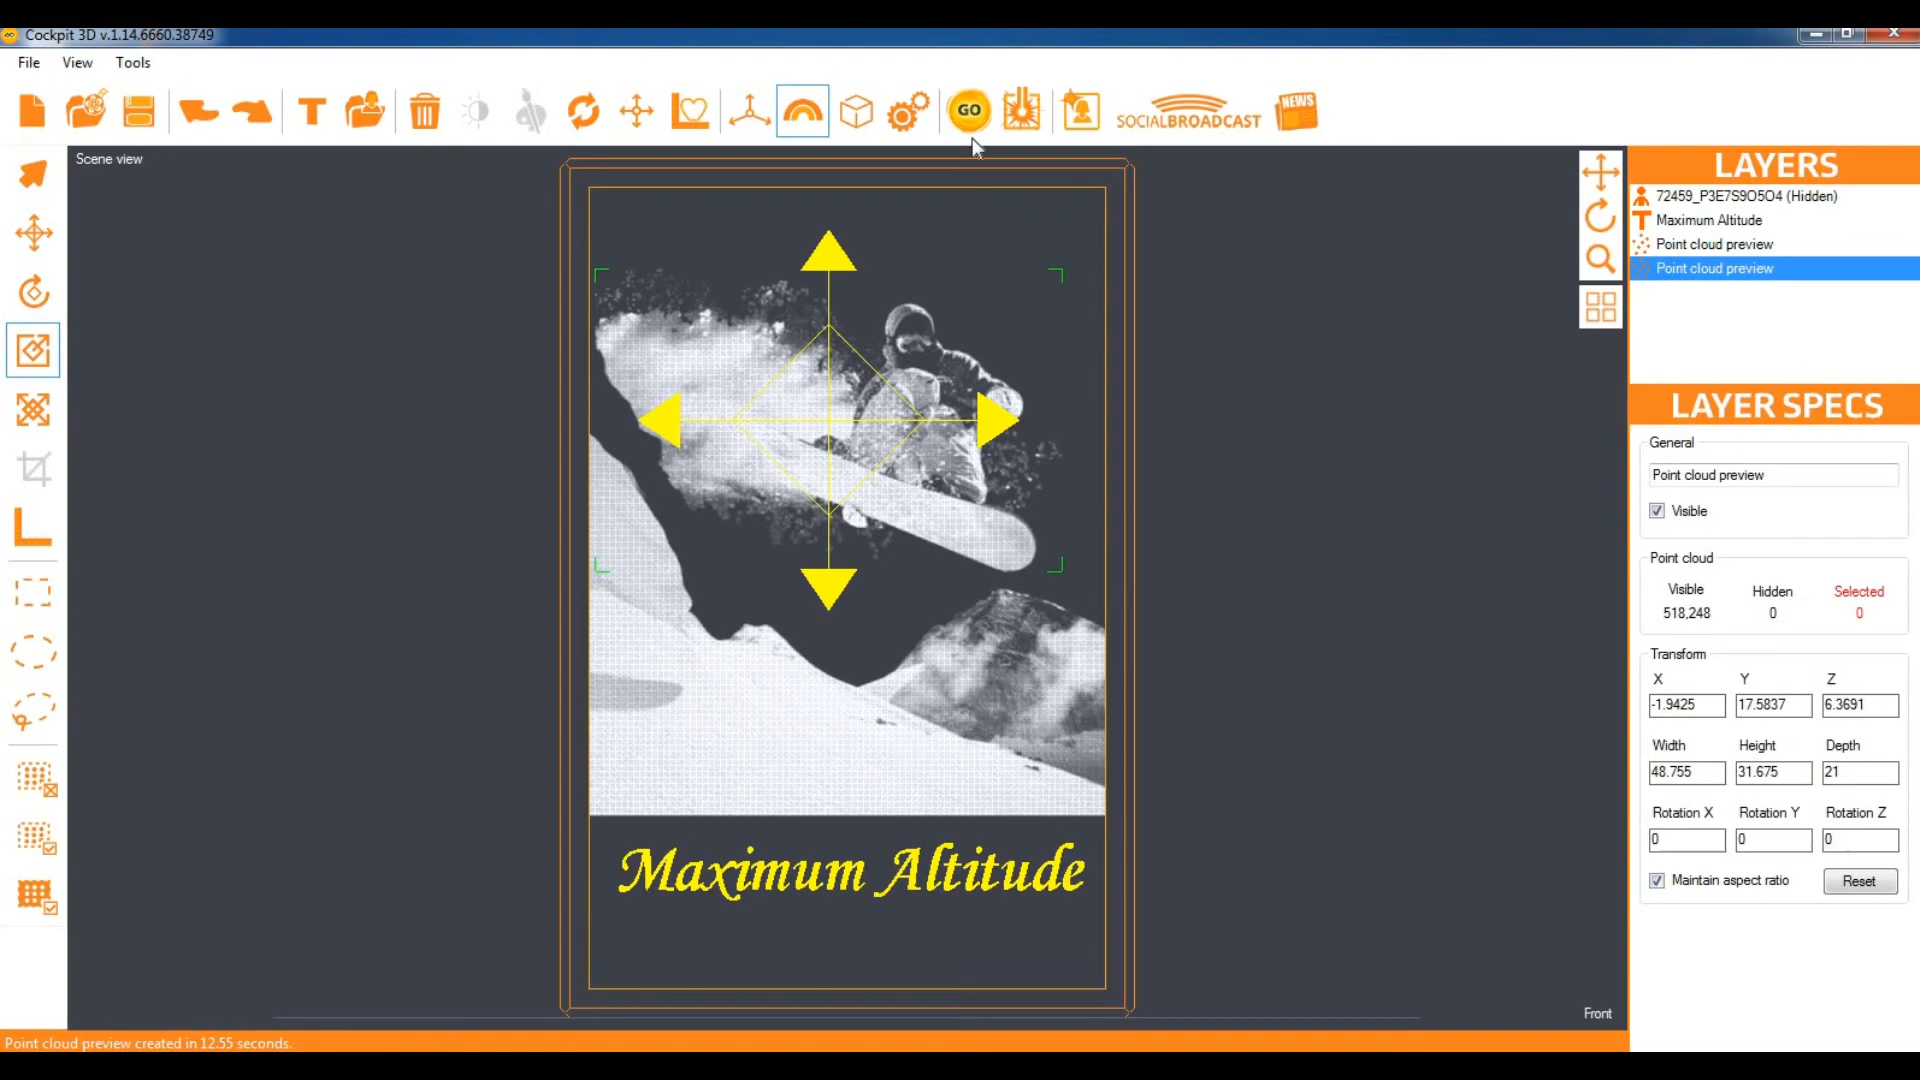 Cockpit 3D v.1.14.6660.38749
File View Tools
GO
SOCIALBROADCAST
NEWS
Scene view
LAYERS
72459_P3E7S9O5O4 (Hidden)
Maximum Altitude
Point cloud preview
Point cloud preview
LAYER SPECS
General
Point cloud preview
Visible
Point cloud
Visible Hidden Selected
518,248 0 0
Transform
X Y Z
-1.9425 17.5837 6.3691
Width Height Depth
48.755 31.675 21
Rotation X Rotation Y Rotation Z
0 0 0
Maintain aspect ratio Reset
Maximum Altitude
Front
Point cloud preview created in 12.55 seconds.